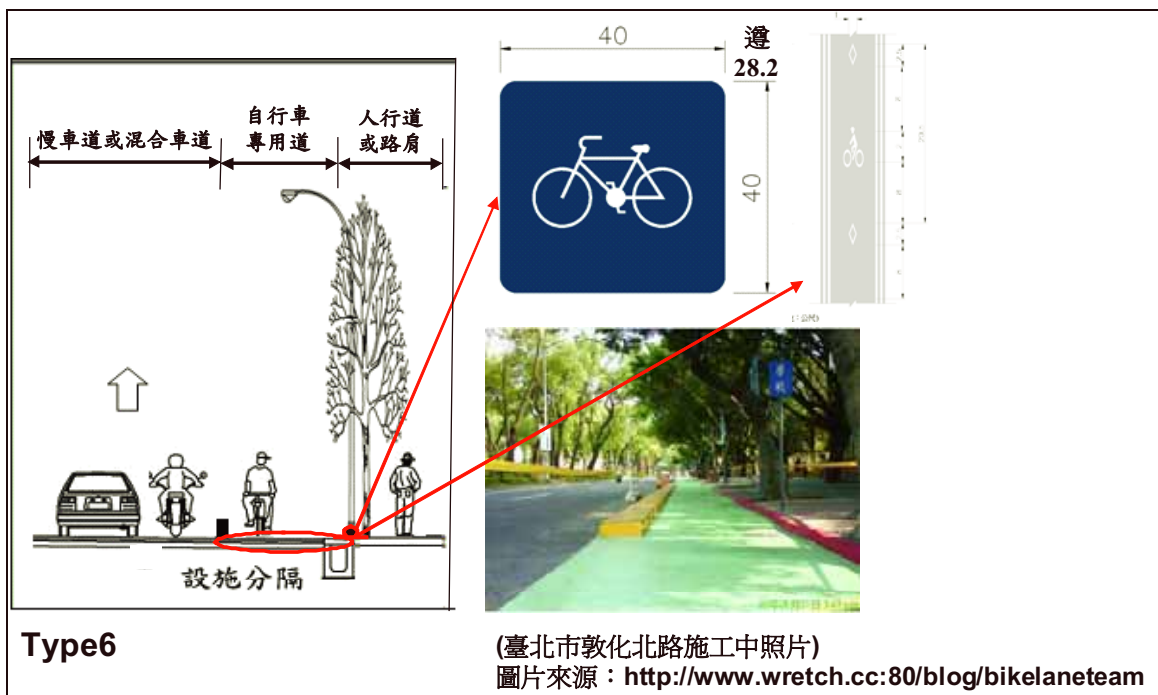 慢車道或混合車道
自行車
專用道
人行道
或路肩
設施分隔
Type6
40
遵
28.2
40
(臺北市敦化北路施工中照片)
圖片來源：http://www.wretch.cc:80/blog/bikelaneteam